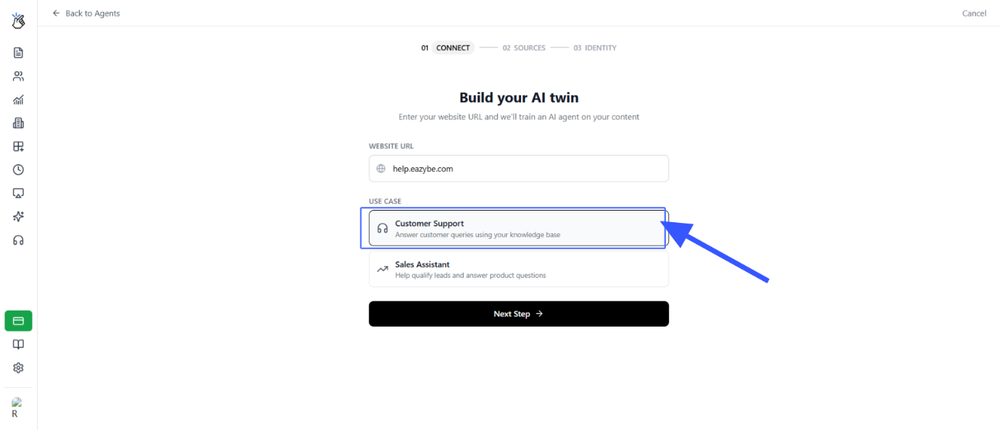 Back to Agents
Cancel
01 CONNECT 02 SOURCES 03 IDENTITY
Build your AI twin
Enter your website URL and we'll train an AI agent on your content
WEBSITE URL
help.eazybe.com
USE CASE
Customer Support
Answer customer queries using your knowledge base
Sales Assistant
Help qualify leads and answer product questions
Next Step
R